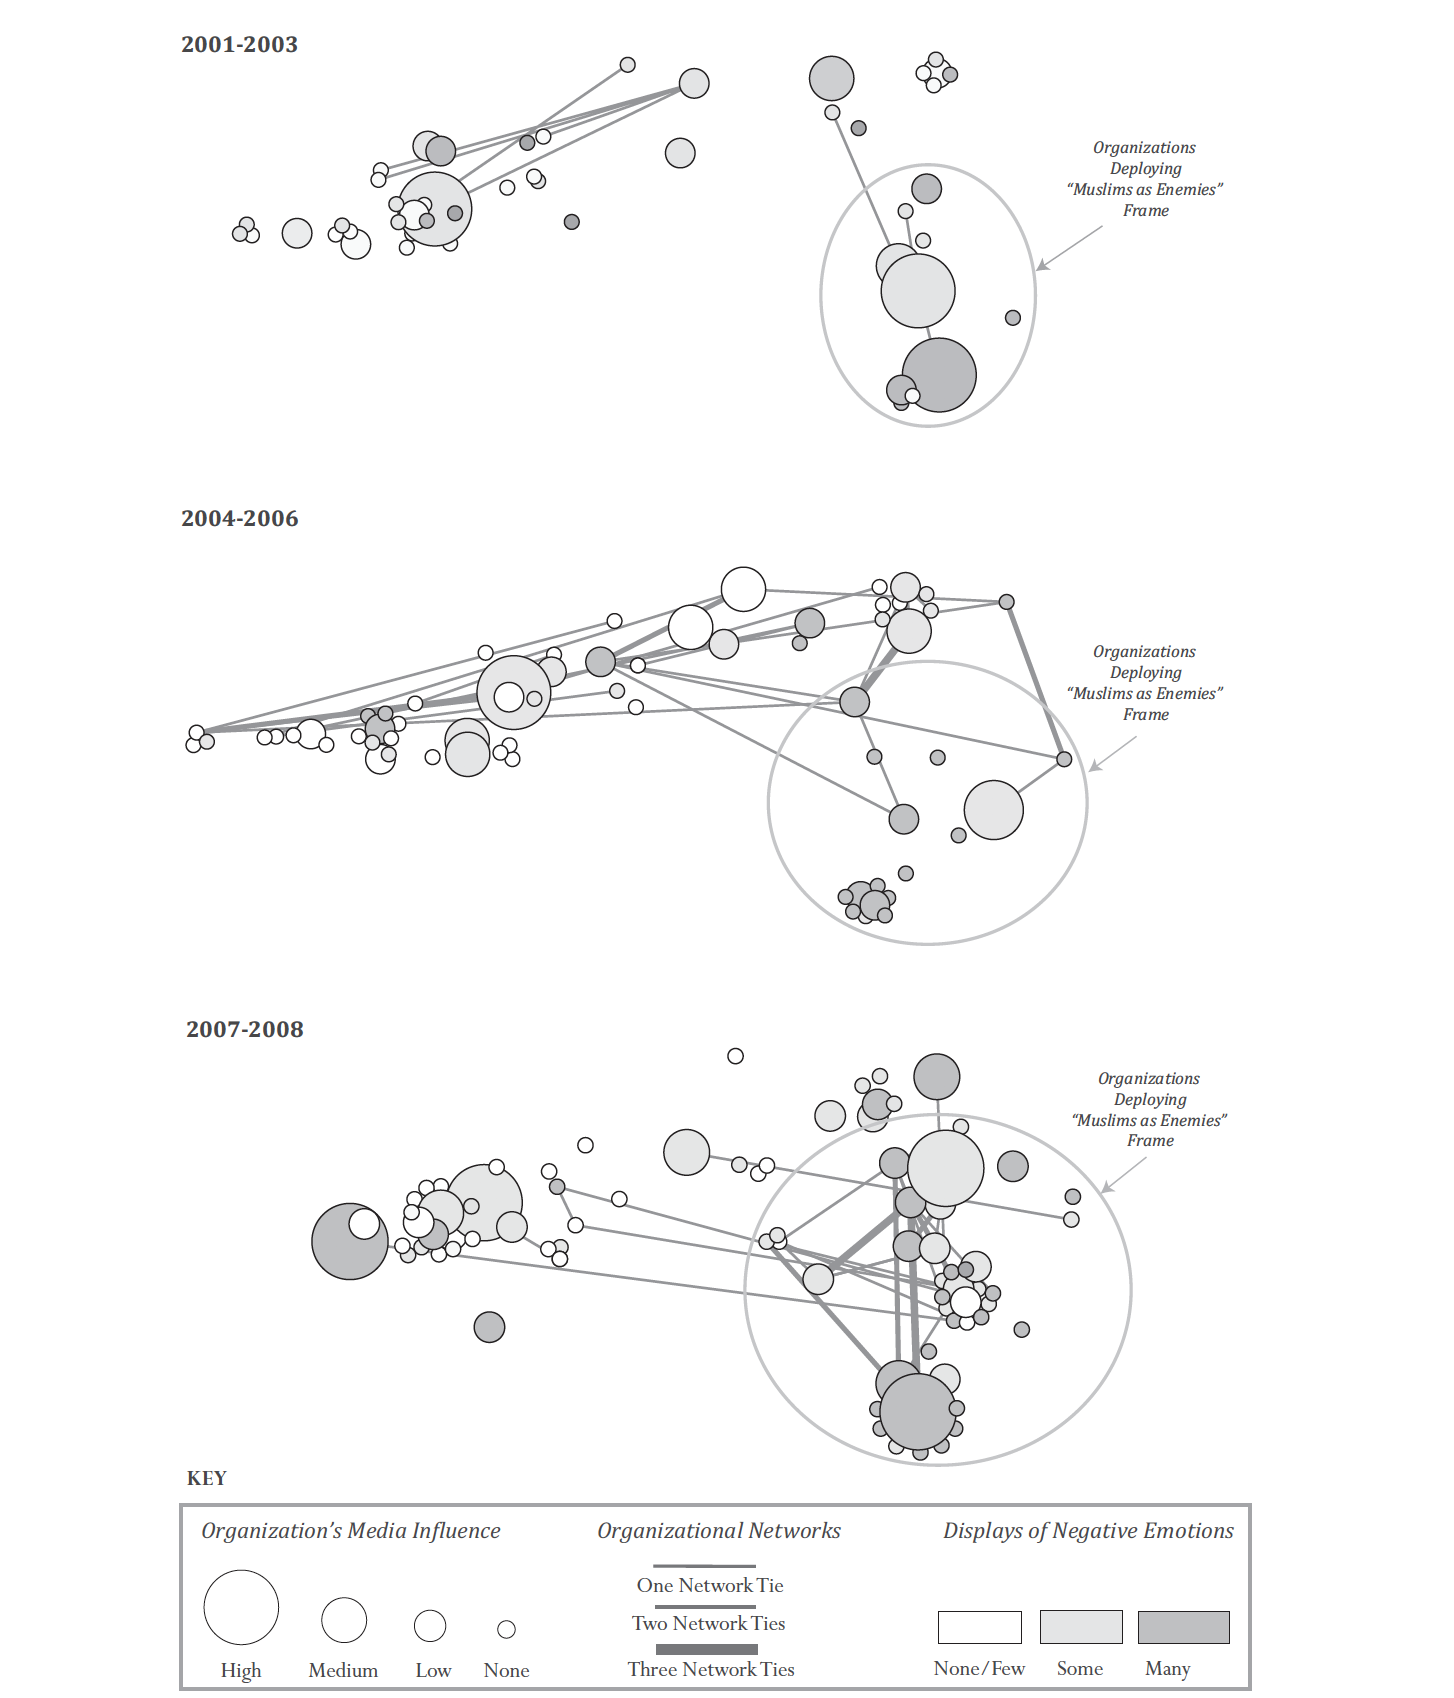 2001-2003
Organizations
Deploying
“Muslims as Enemies”
Frame
2004-2006
Organizations
Deploying
“Muslims as Enemies”
Frame
2007-2008
Organizations
Deploying
“Muslims as Enemies”
Frame
KEY
Organization’s Media Influence
High
Medium
Low
None
Organizational Networks
One Network Tie
Two Network Ties
Three Network Ties
Displays of Negative Emotions
None/Few
Some
Many